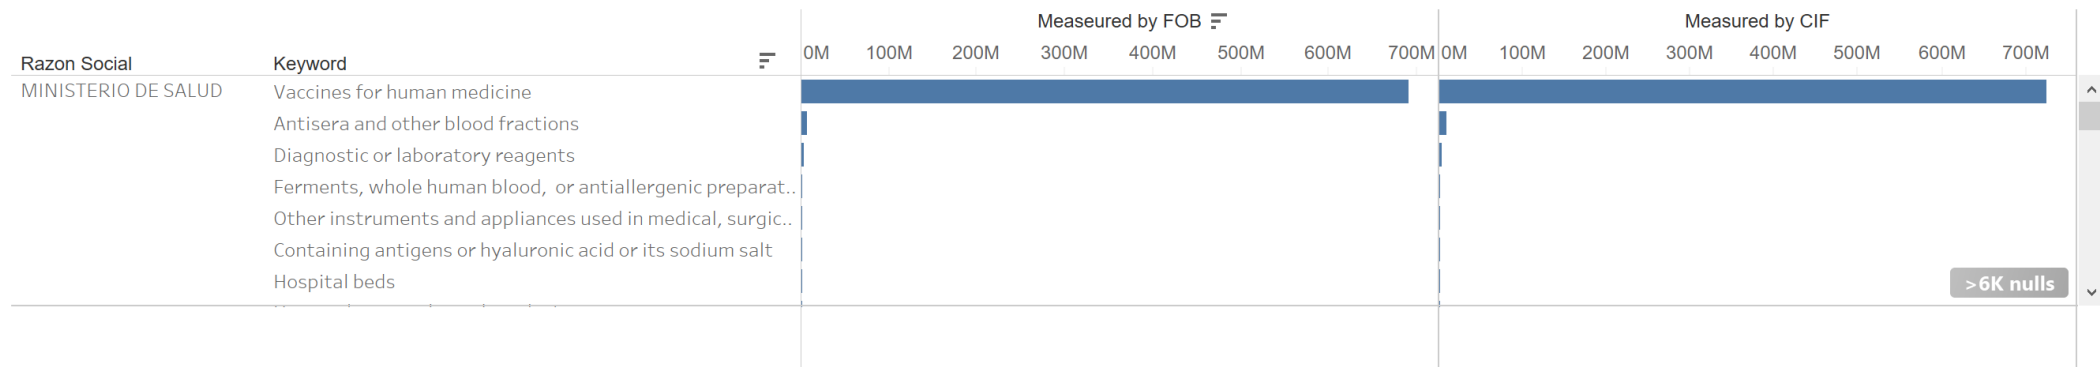 Measeured by FOB
Measured by CIF
0M 100M 200M 300M 400M 500M 600M 700M
0M 100M 200M 300M 400M 500M 600M 700M
Razon Social
Keyword
MINISTERIO DE SALUD
Vaccines for human medicine
Antisera and other blood fractions
Diagnostic or laboratory reagents
Ferments, whole human blood, or antiallergenic preparat..
Other instruments and appliances used in medical, surgic..
Containing antigens or hyaluronic acid or its sodium salt
Hospital beds
>6K nulls